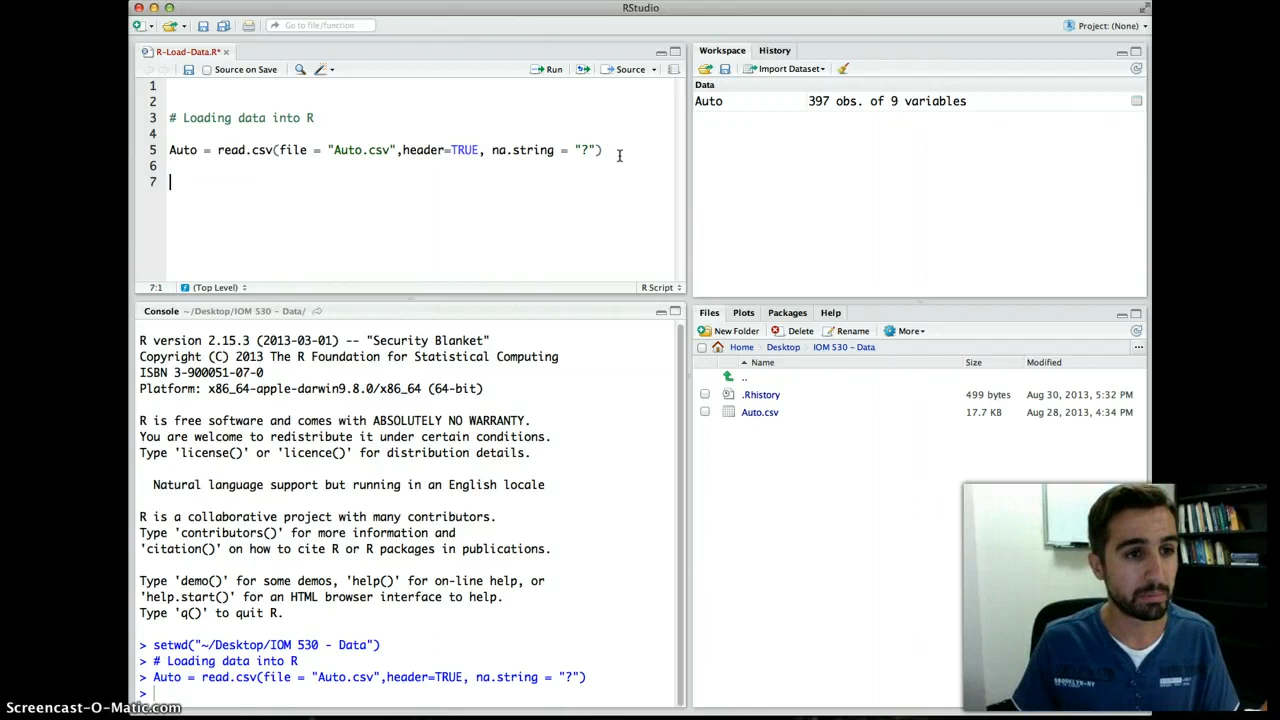 RStudio
Go to file/function
Project: (None)
R-Load-Data.R*
Source on Save
Run
Source
1
2
3 # Loading data into R
4
5 Auto = read.csv(file = "Auto.csv",header=TRUE, na.string = "?")
6
7
7:1 (Top Level) R Script
Console ~/Desktop/IOM 530 - Data/
R version 2.15.3 (2013-03-01) -- "Security Blanket"
Copyright (C) 2013 The R Foundation for Statistical Computing
ISBN 3-900051-07-0
Platform: x86_64-apple-darwin9.8.0/x86_64 (64-bit)
R is free software and comes with ABSOLUTELY NO WARRANTY.
You are welcome to redistribute it under certain conditions.
Type 'license()' or 'licence()' for distribution details.
Natural language support but running in an English locale
R is a collaborative project with many contributors.
Type 'contributors()' for more information and
'citation()' on how to cite R or R packages in publications.
Type 'demo()' for some demos, 'help()' for on-line help, or
'help.start()' for an HTML browser interface to help.
Type 'q()' to quit R.
> setwd("~/Desktop/IOM 530 - Data")
> # Loading data into R
> Auto = read.csv(file = "Auto.csv",header=TRUE, na.string = "?")
>
Workspace History
Import Dataset
Data
Auto 397 obs. of 9 variables
Files Plots Packages Help
New Folder Delete Rename More
Home Desktop IOM 530 - Data ...
Name Size Modified
..
.Rhistory 499 bytes Aug 30, 2013, 5:32 PM
Auto.csv 17.7 KB Aug 28, 2013, 4:34 PM
BROOKLYN-NY
Screencast-O-Matic.com